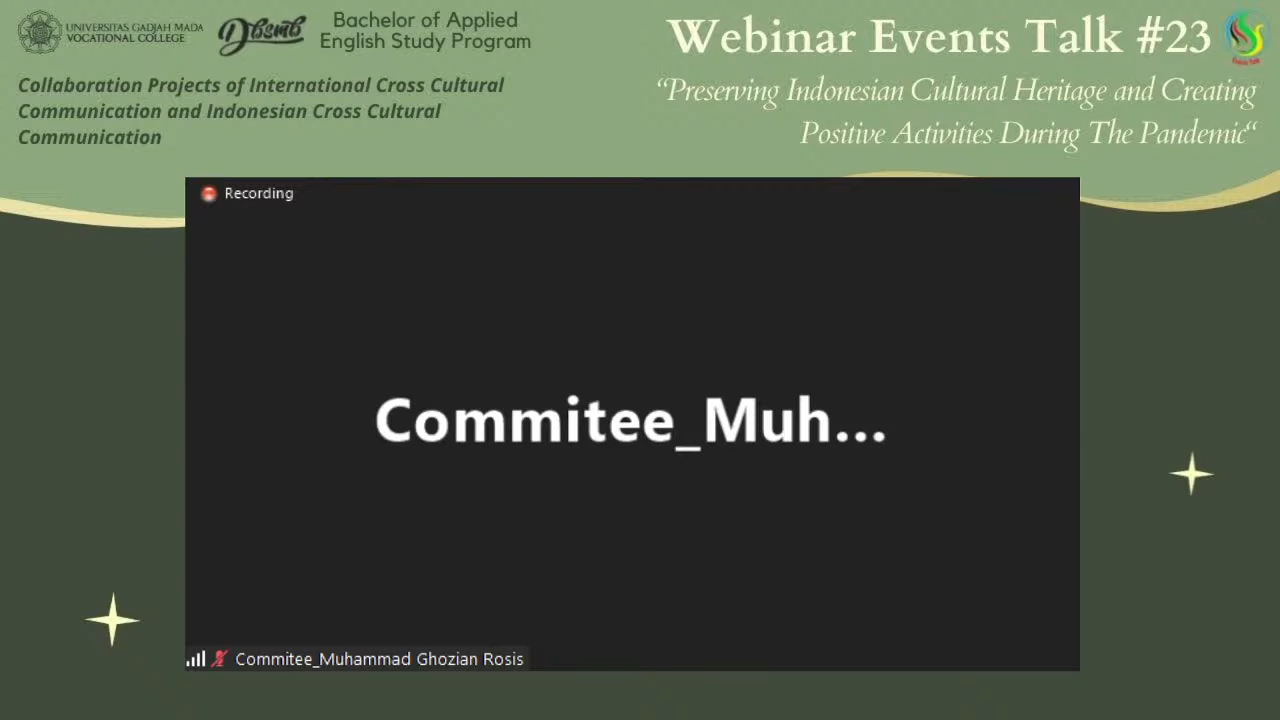 UNIVERSITAS GADJAH MADA
VOCATIONAL COLLEGE
Dbsmb
Bachelor of Applied
English Study Program
Collaboration Projects of International Cross Cultural
Communication and Indonesian Cross Cultural
Communication
Webinar Events Talk #23
“Preserving Indonesian Cultural Heritage and Creating
Positive Activities During The Pandemic“
Recording
Commitee_Muh...
Commitee_Muhammad Ghozian Rosis